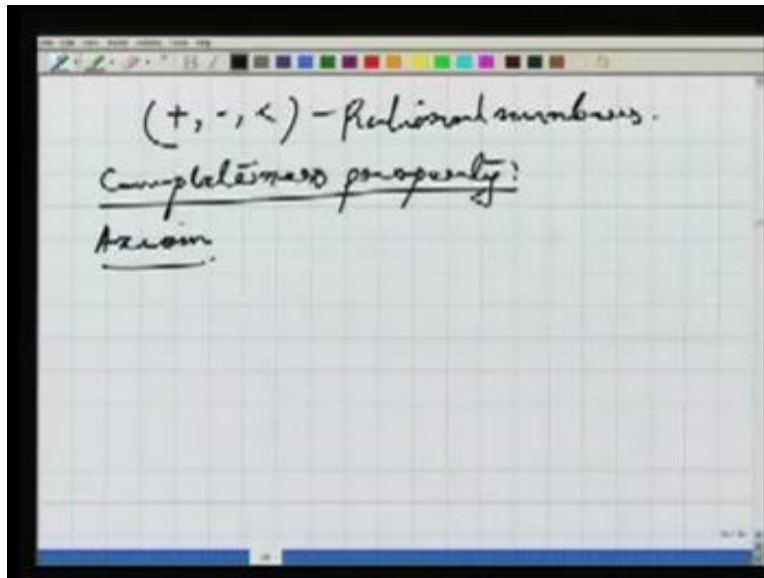 (+, ·, <) - Rational numbers.
Completeness property:
Axiom